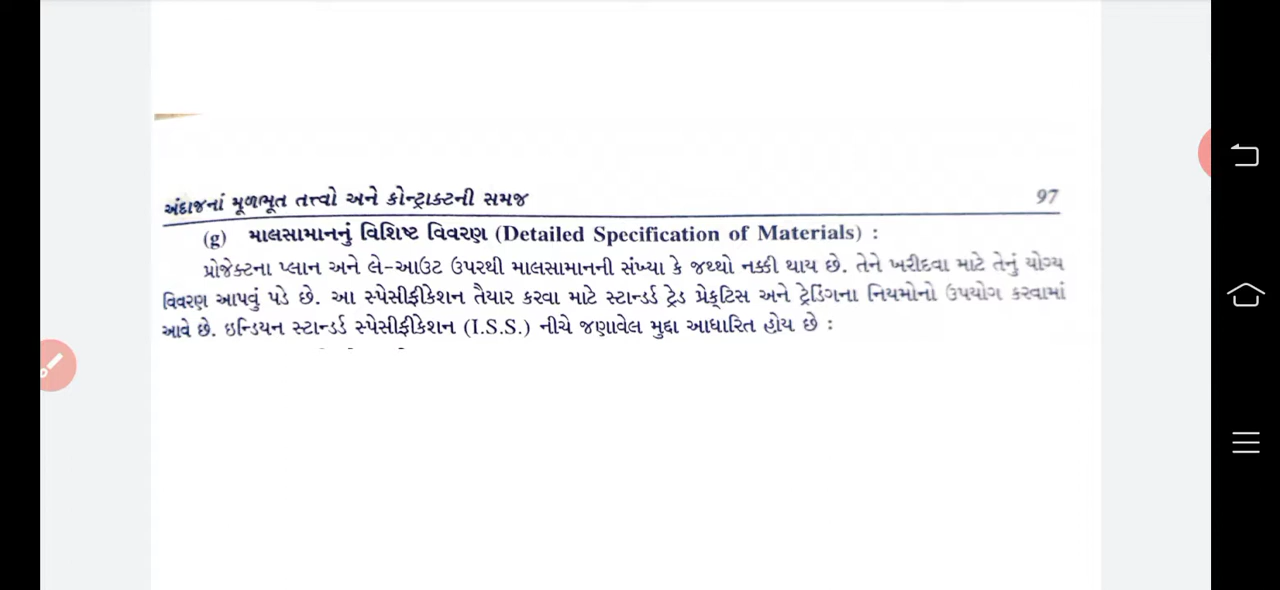 અંદાજનાં મૂળભૂત તત્ત્વો અને કોન્ટ્રાક્ટની સમજ 97
(g) માલસામાનનું વિશિષ્ટ વિવરણ (Detailed Specification of Materials) :
પ્રોજેક્ટના પ્લાન અને લે-આઉટ ઉપરથી માલસામાનની સંખ્યા કે જથ્થો નક્કી થાય છે. તેને ખરીદવા માટે તેનું યોગ્ય
વિવરણ આપવું પડે છે. આ સ્પેસીફીકેશન તૈયાર કરવા માટે સ્ટાન્ડર્ડ ટ્રેડ પ્રેક્ટિસ અને ટ્રેડિંગના નિયમોનો ઉપયોગ કરવામાં
આવે છે. ઇન્ડિયન સ્ટાન્ડર્ડ સ્પેસીફીકેશન (I.S.S.) નીચે જણાવેલ મુદ્દા આધારિત હોય છે :